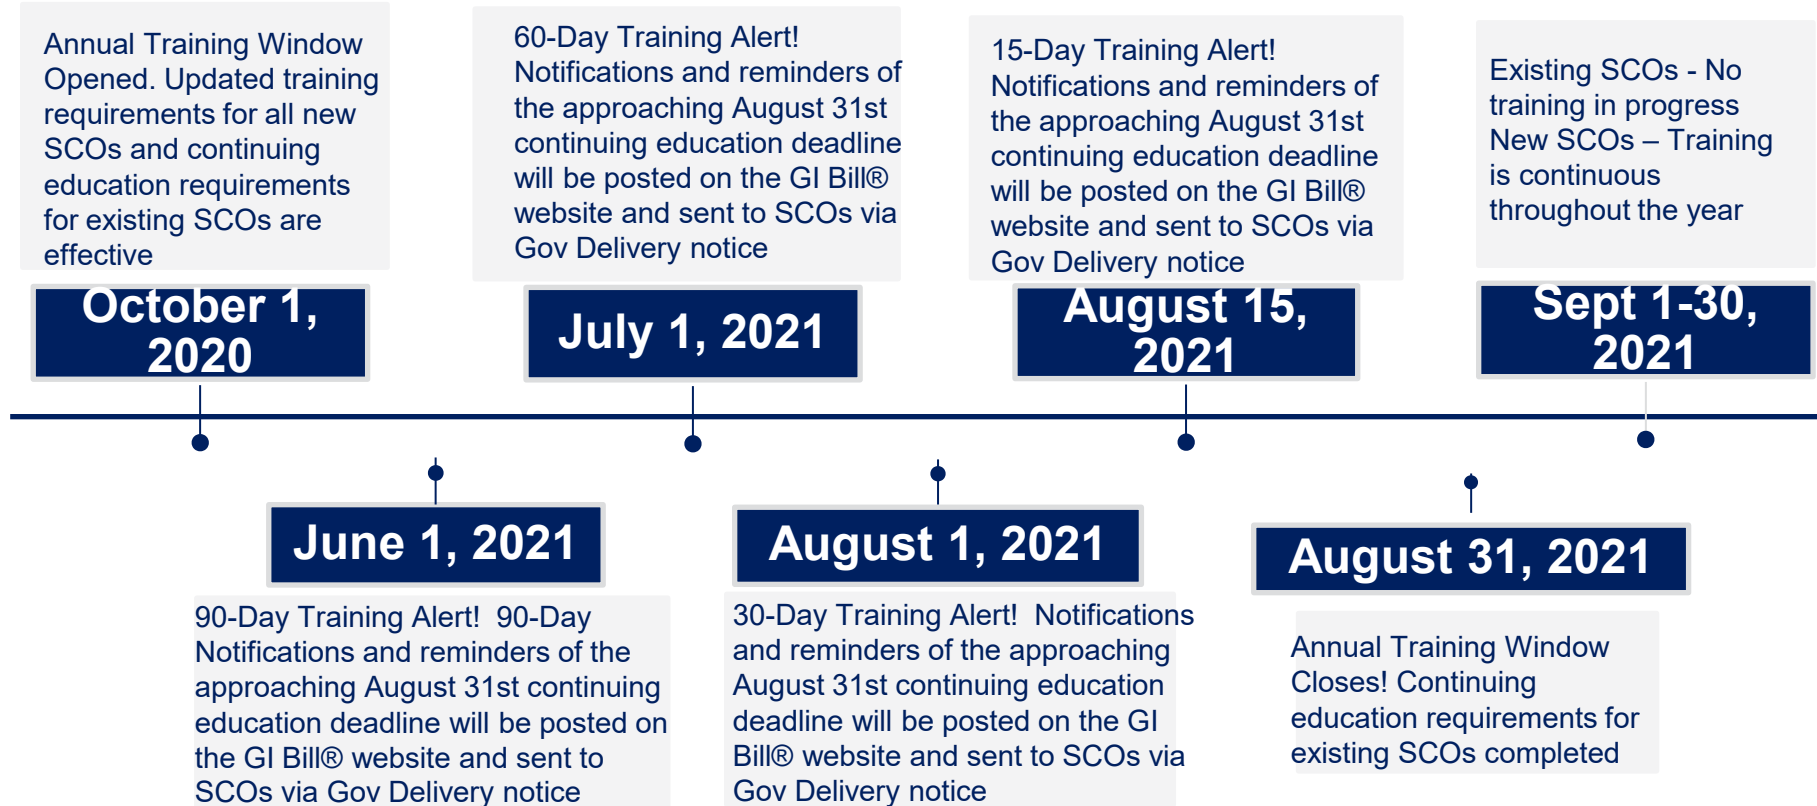 Annual Training Window
Opened. Updated training
requirements for all new
SCOs and continuing
education requirements
for existing SCOs are
effective
October 1,
2020
60-Day Training Alert!
Notifications and reminders of
the approaching August 31st
continuing education deadline
will be posted on the GI Bill®
website and sent to SCOs via
Gov Delivery notice
July 1, 2021
15-Day Training Alert!
Notifications and reminders of
the approaching August 31st
continuing education deadline
will be posted on the GI Bill®
website and sent to SCOs via
Gov Delivery notice
August 15,
2021
Existing SCOs - No
training in progress
New SCOs – Training
is continuous
throughout the year
Sept 1-30,
2021
June 1, 2021
90-Day Training Alert!  90-Day
Notifications and reminders of the
approaching August 31st continuing
education deadline will be posted on
the GI Bill® website and sent to
SCOs via Gov Delivery notice
August 1, 2021
30-Day Training Alert!  Notifications
and reminders of the approaching
August 31st continuing education
deadline will be posted on the GI
Bill® website and sent to SCOs via
Gov Delivery notice
August 31, 2021
Annual Training Window
Closes! Continuing
education requirements for
existing SCOs completed